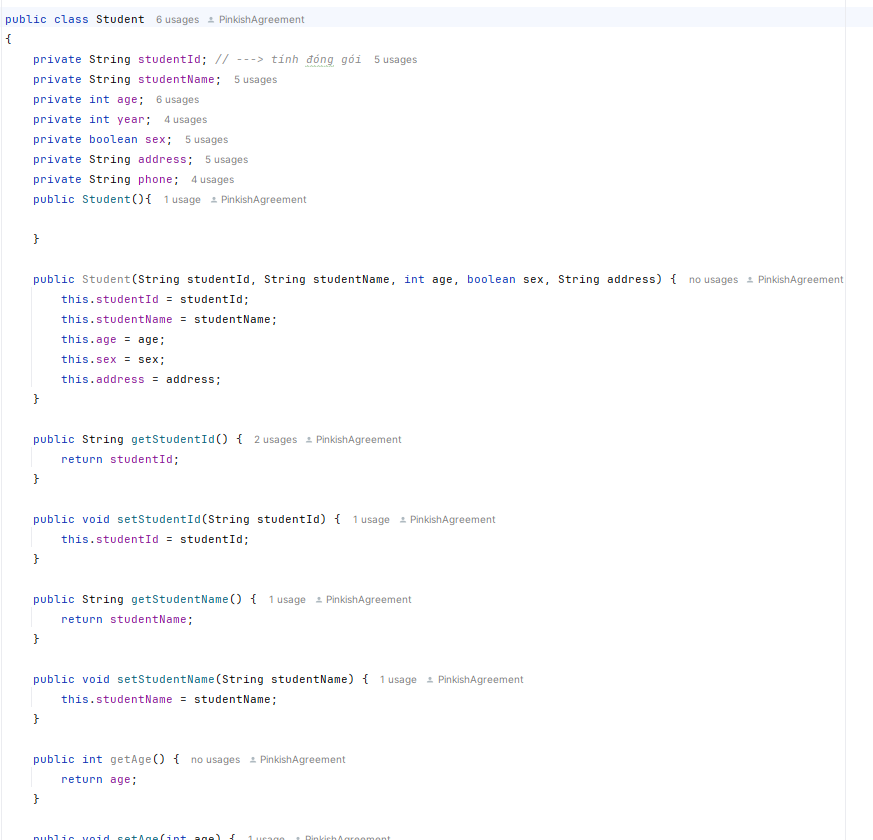 public class Student 6 usages PinkishAgreement
{
private String studentId; // ---> tính đóng gói 5 usages
private String studentName; 5 usages
private int age; 6 usages
private int year; 4 usages
private boolean sex; 5 usages
private String address; 5 usages
private String phone; 4 usages
public Student(){ 1 usage PinkishAgreement
}
public Student(String studentId, String studentName, int age, boolean sex, String address) { no usages PinkishAgreement
this.studentId = studentId;
this.studentName = studentName;
this.age = age;
this.sex = sex;
this.address = address;
}
public String getStudentId() { 2 usages PinkishAgreement
return studentId;
}
public void setStudentId(String studentId) { 1 usage PinkishAgreement
this.studentId = studentId;
}
public String getStudentName() { 1 usage PinkishAgreement
return studentName;
}
public void setStudentName(String studentName) { 1 usage PinkishAgreement
this.studentName = studentName;
}
public int getAge() { no usages PinkishAgreement
return age;
}
public void setAge(int age) { 1 usage PinkishAgreement